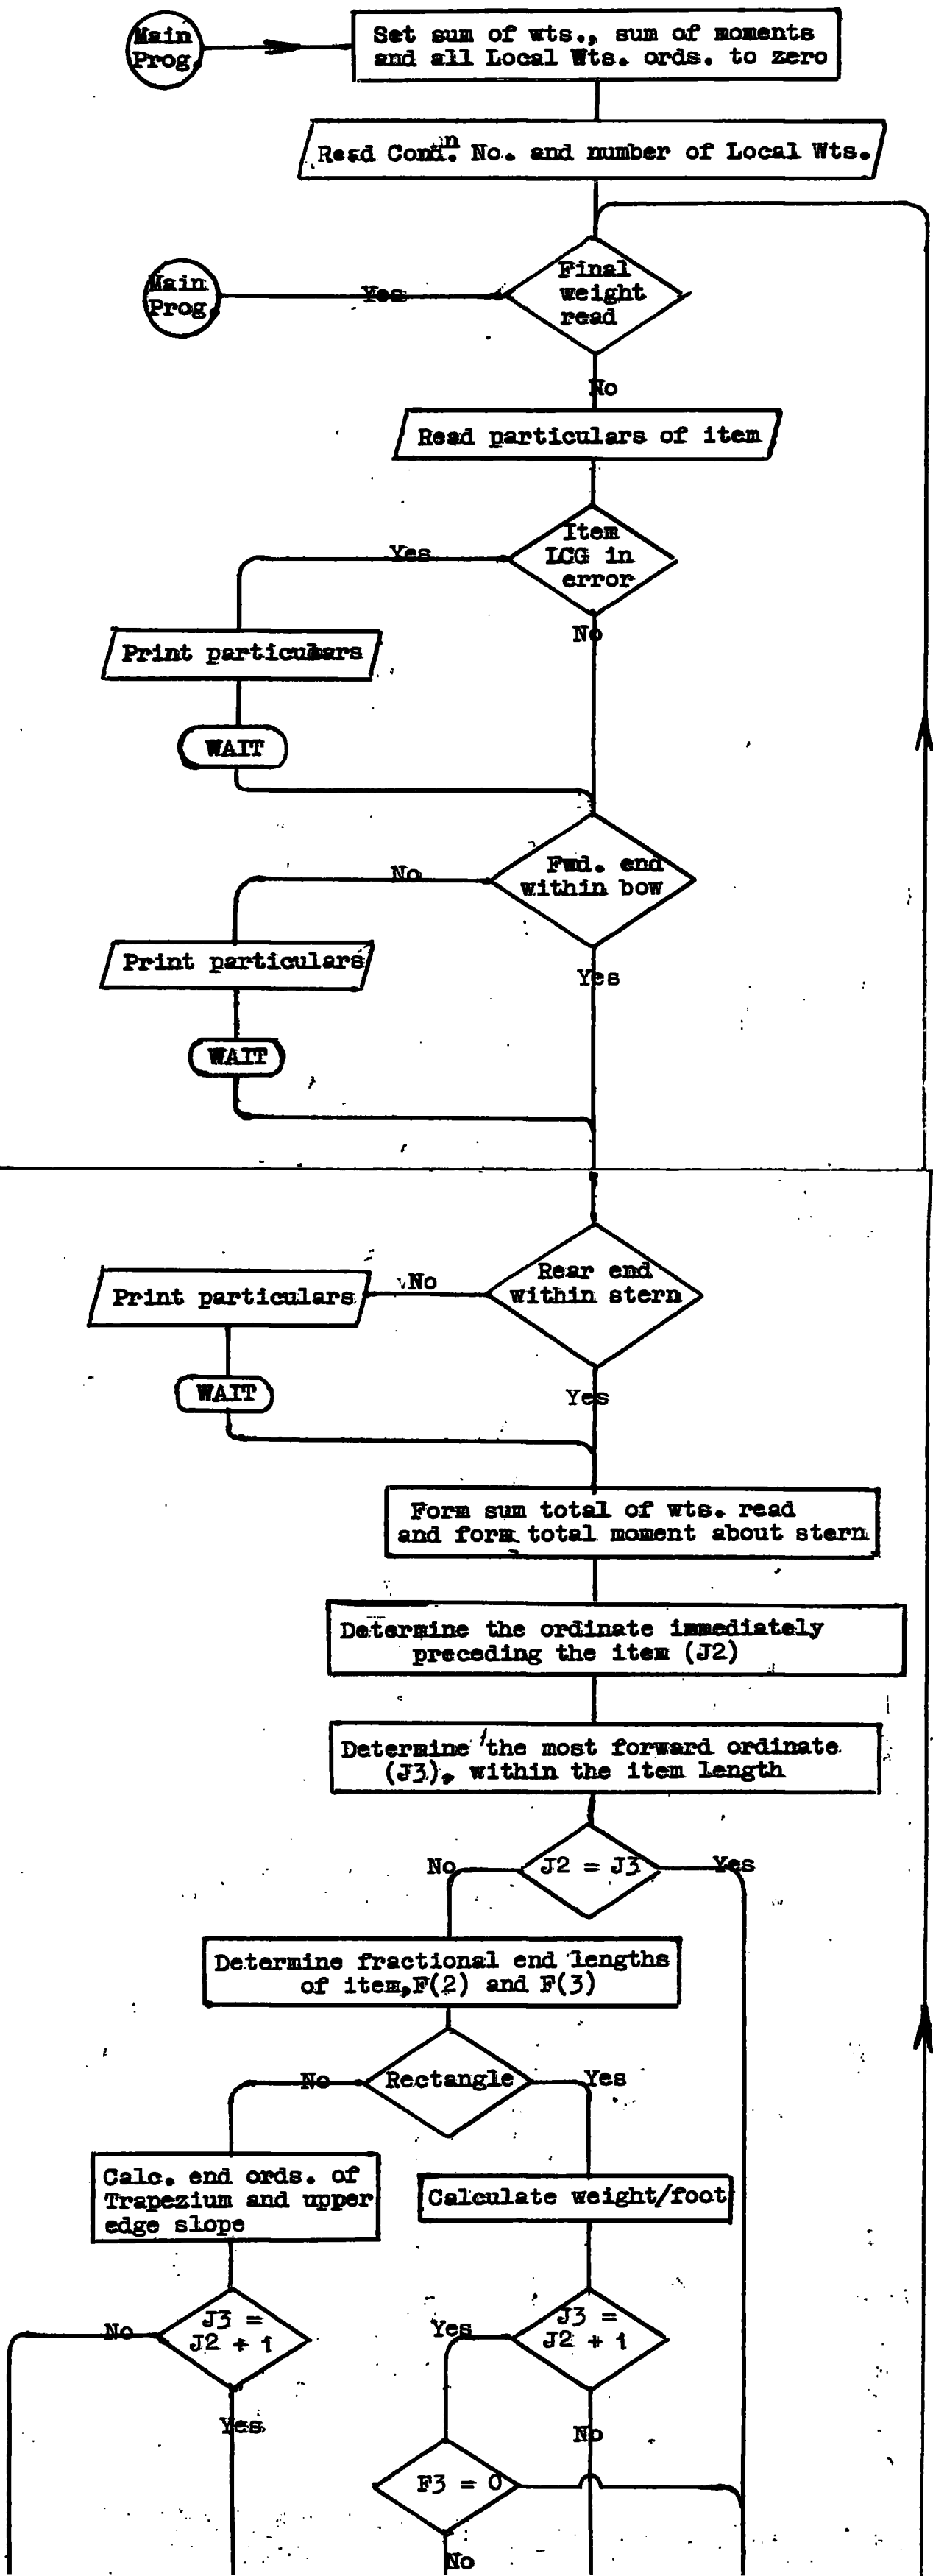 Main
Prog.
Set sum of wts., sum of moments
and all Local Wts. ords. to zero
Read Condn. No. and number of Local Wts.
Main
Prog.
Yes
Final
weight
read
No
Read particulars of item
Item
LCG in
error
Yes
No
Print particulars
WAIT
Fwd. end
within bow
No
Print particulars
Yes
WAIT
Rear end
within stern
No
Print particulars
WAIT
Yes
Form sum total of wts. read
and form total moment about stern
Determine the ordinate immediately
preceding the item (J2)
Determine the most forward ordinate
(J3), within the item length
No
J2 = J3
Yes
Determine fractional end lengths
of item,F(2) and F(3)
No
Rectangle
Yes
Calc. end ords. of
Trapezium and upper
edge slope
Calculate weight/foot
No
J3 =
J2 + 1
Yes
J3 =
J2 + 1
Yes
No
F3 = 0
No